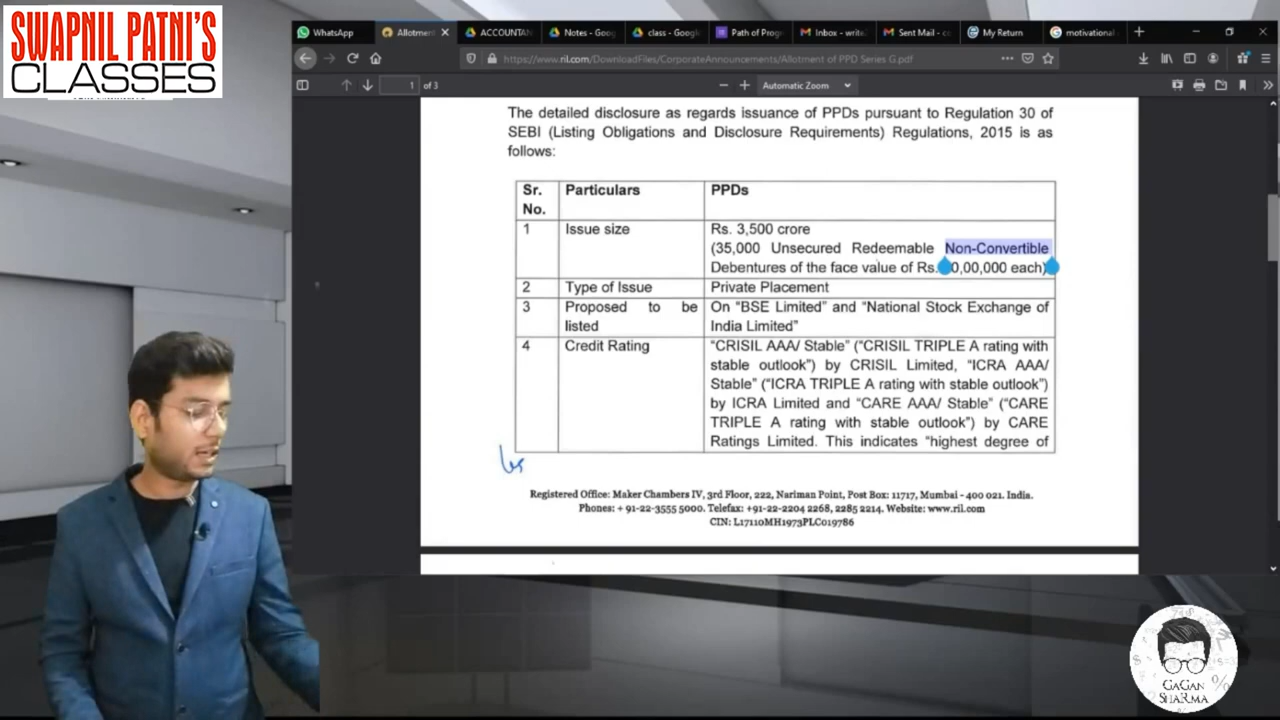 SWAPNIL PATNI'S
CLASSES
WhatsApp
Allotmen
ACCOUNTAN
Notes - Goog
class - Google
Path of Prog
Inbox - write
Sent Mail - c
My Return
motivational
https://www.ril.com/DownloadFiles/CorporateAnnouncements/Allotment of PPD Series G.pdf
1 of 3
Automatic Zoom
The detailed disclosure as regards issuance of PPDs pursuant to Regulation 30 of
SEBI (Listing Obligations and Disclosure Requirements) Regulations, 2015 is as
follows:
Sr. No. Particulars PPDs
1 Issue size Rs. 3,500 crore
(35,000 Unsecured Redeemable Non-Convertible
Debentures of the face value of Rs. 0,00,000 each)
2 Type of Issue Private Placement
3 Proposed to be listed On “BSE Limited” and “National Stock Exchange of
India Limited”
4 Credit Rating “CRISIL AAA/ Stable” (“CRISIL TRIPLE A rating with
stable outlook”) by CRISIL Limited, “ICRA AAA/
Stable” (“ICRA TRIPLE A rating with stable outlook”)
by ICRA Limited and “CARE AAA/ Stable” (“CARE
TRIPLE A rating with stable outlook”) by CARE
Ratings Limited. This indicates “highest degree of
Registered Office: Maker Chambers IV, 3rd Floor, 222, Nariman Point, Post Box: 11717, Mumbai - 400 021. India.
Phones: + 91-22-3555 5000. Telefax: +91-22-2204 2268, 2285 2214. Website: www.ril.com
CIN: L17110MH1973PLC019786
GaGan
SHaRMa